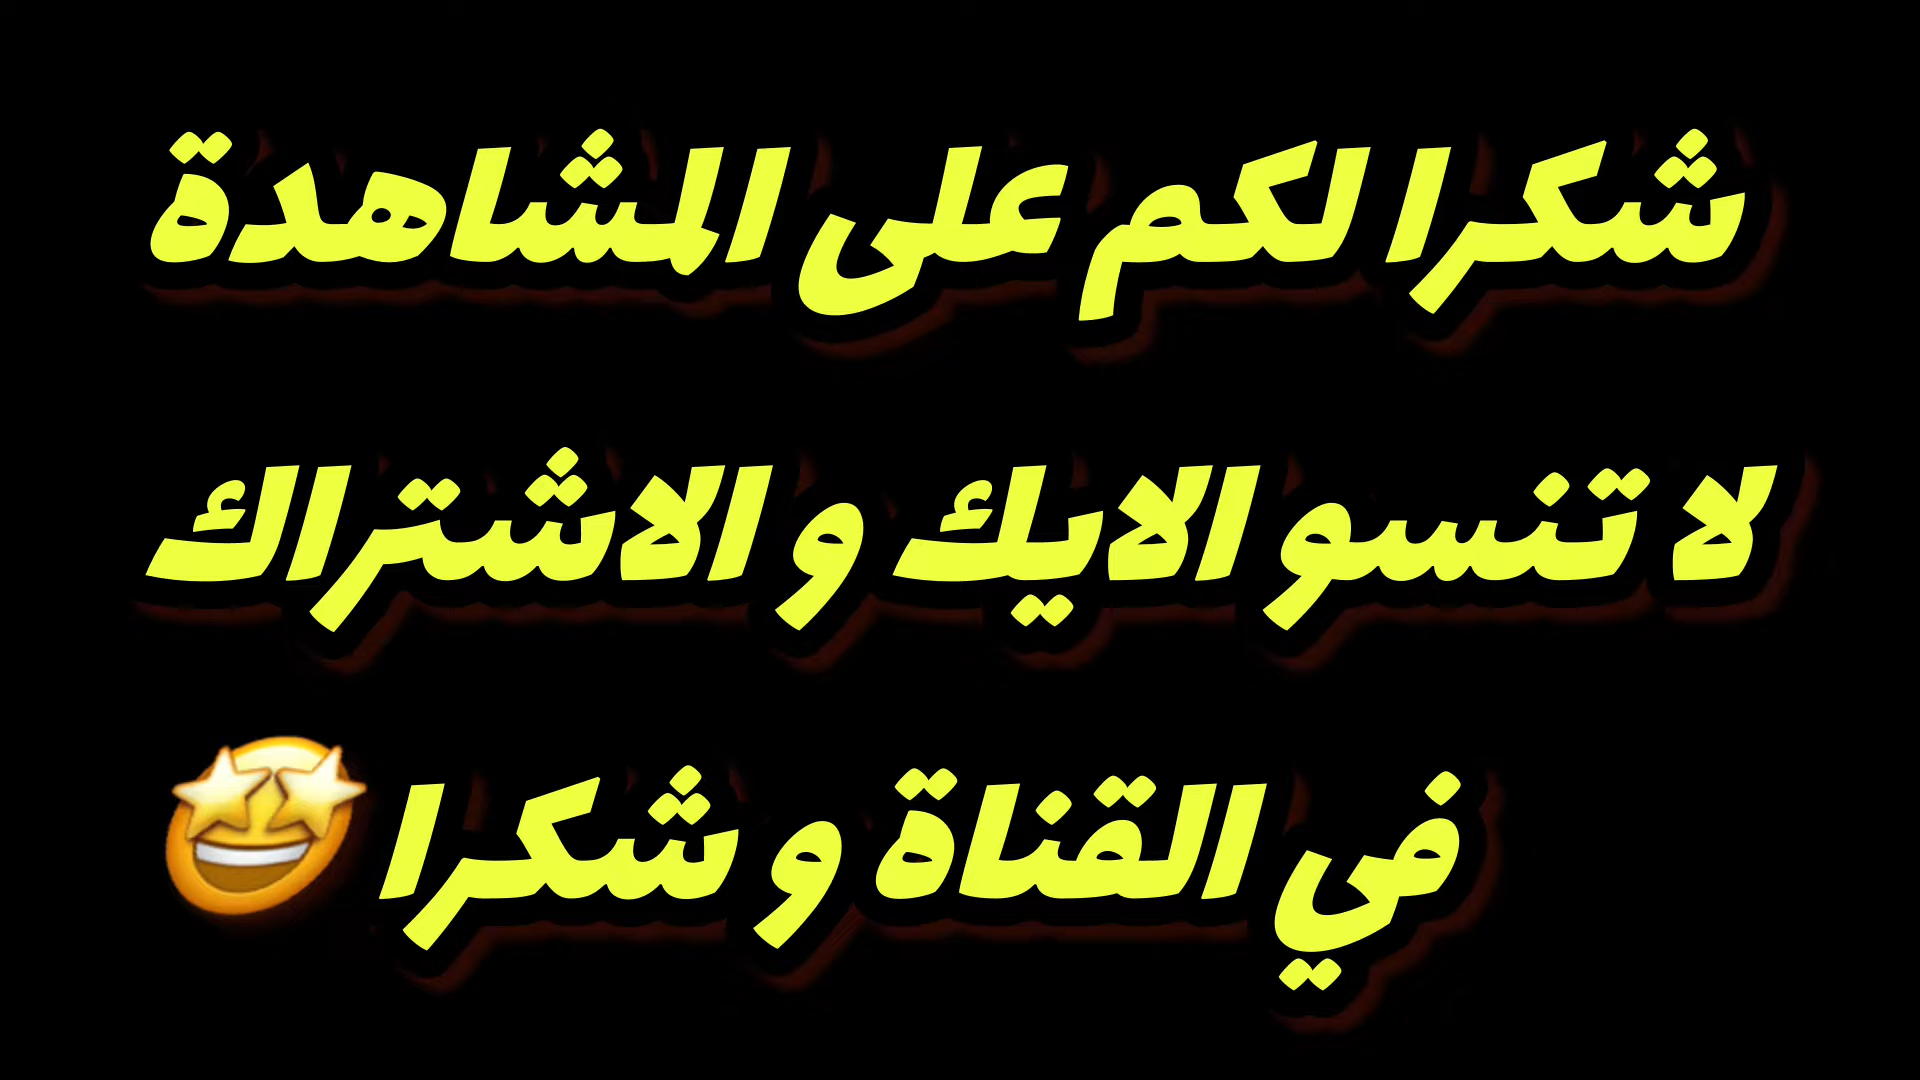 شكرا لكم على المشاهدة
لا تنسو الايك و الاشتراك
في القناة و شكرا 🤩